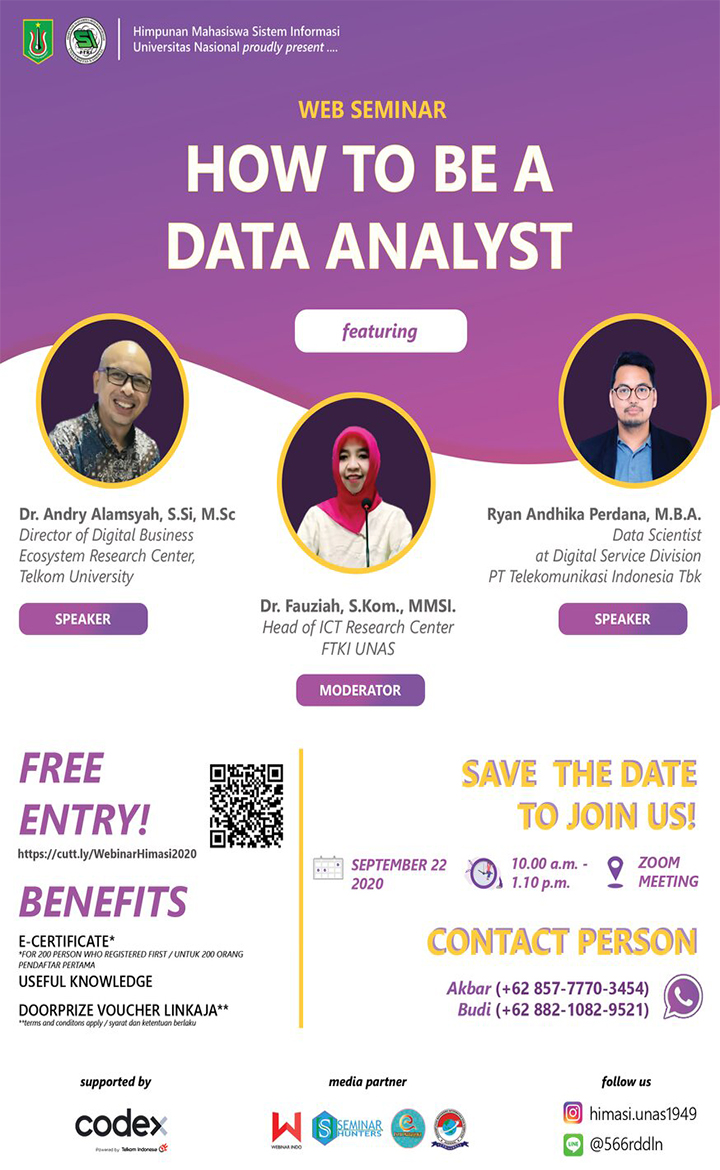 Himpunan Mahasiswa Sistem Informasi
Universitas Nasional proudly present ....
WEB SEMINAR
HOW TO BE A
DATA ANALYST
featuring
Dr. Andry Alamsyah, S.Si, M.Sc
Director of Digital Business
Ecosystem Research Center,
Telkom University
SPEAKER
Dr. Fauziah, S.Kom., MMSI.
Head of ICT Research Center
FTKI UNAS
MODERATOR
Ryan Andhika Perdana, M.B.A.
Data Scientist
at Digital Service Division
PT Telekomunikasi Indonesia Tbk
SPEAKER
FREE
ENTRY!
https://cutt.ly/WebinarHimasi2020
BENEFITS
E-CERTIFICATE*
*FOR 200 PERSON WHO REGISTERED FIRST / UNTUK 200 ORANG
PENDAFTAR PERTAMA
USEFUL KNOWLEDGE
DOORPRIZE VOUCHER LINKAJA**
**terms and conditons apply / syarat dan ketentuan berlaku
SAVE THE DATE
TO JOIN US!
SEPTEMBER 22
2020
10.00 a.m. -
1.10 p.m.
ZOOM
MEETING
CONTACT PERSON
Akbar (+62 857-7770-3454)
Budi (+62 882-1082-9521)
supported by
codex
Powered by Telkom Indonesia
media partner
WEBINAR INDO
SEMINAR
HUNTERS
follow us
himasi.unas1949
@566rddln